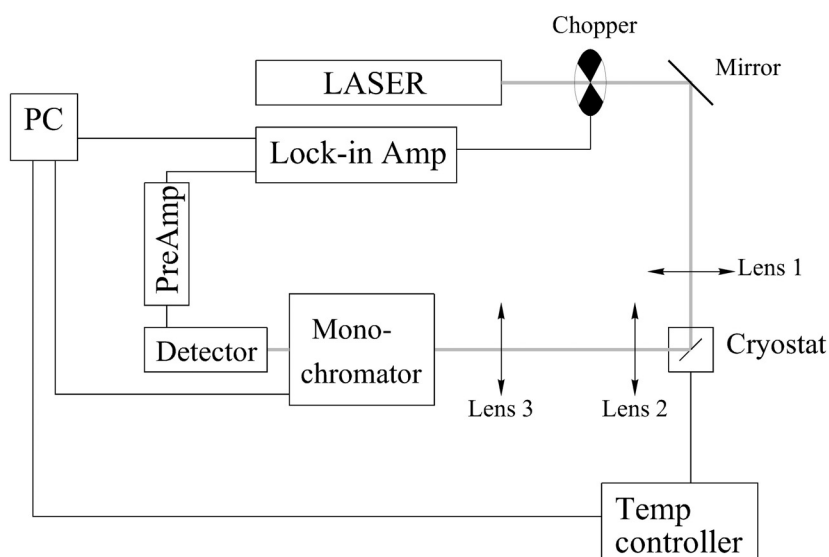 Chopper
Mirror
LASER
PC
Lock-in Amp
PreAmp
Lens 1
Mono-
chromator
Detector
Cryostat
Lens 3
Lens 2
Temp
controller